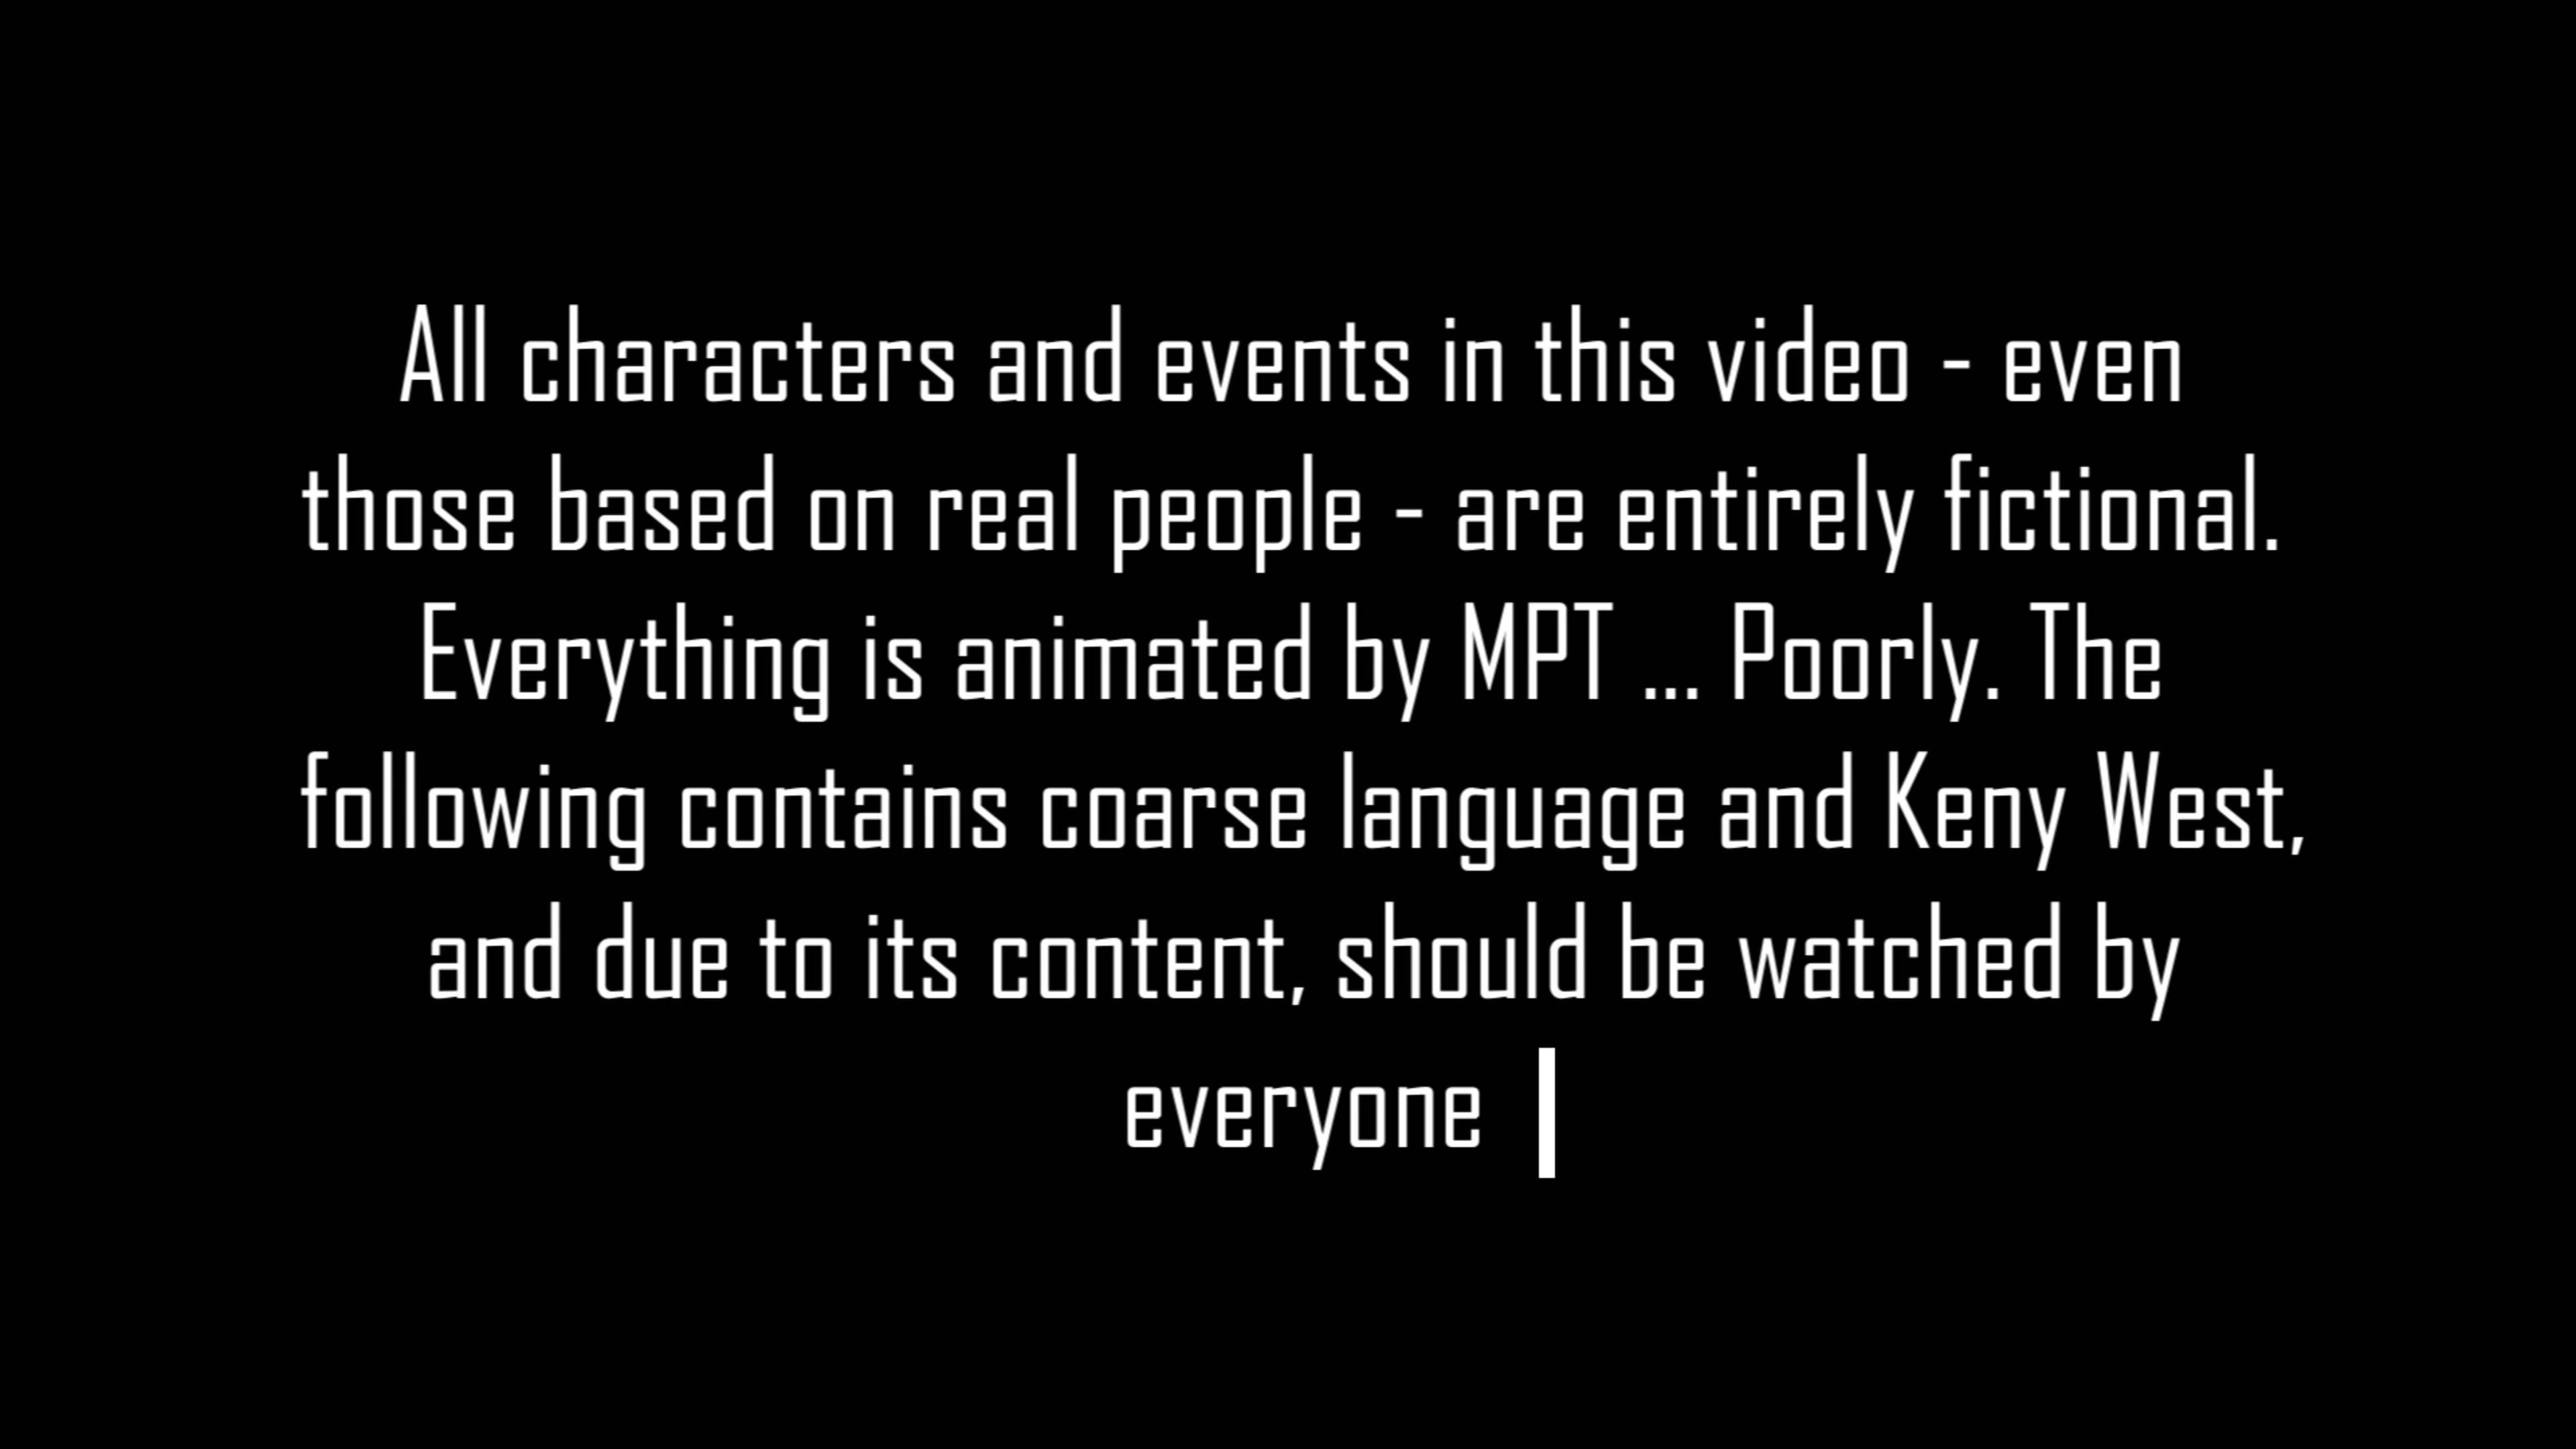 All characters and events in this video - even
those based on real people - are entirely fictional.
Everything is animated by MPT ... Poorly. The
following contains coarse language and Keny West,
and due to its content, should be watched by
everyone